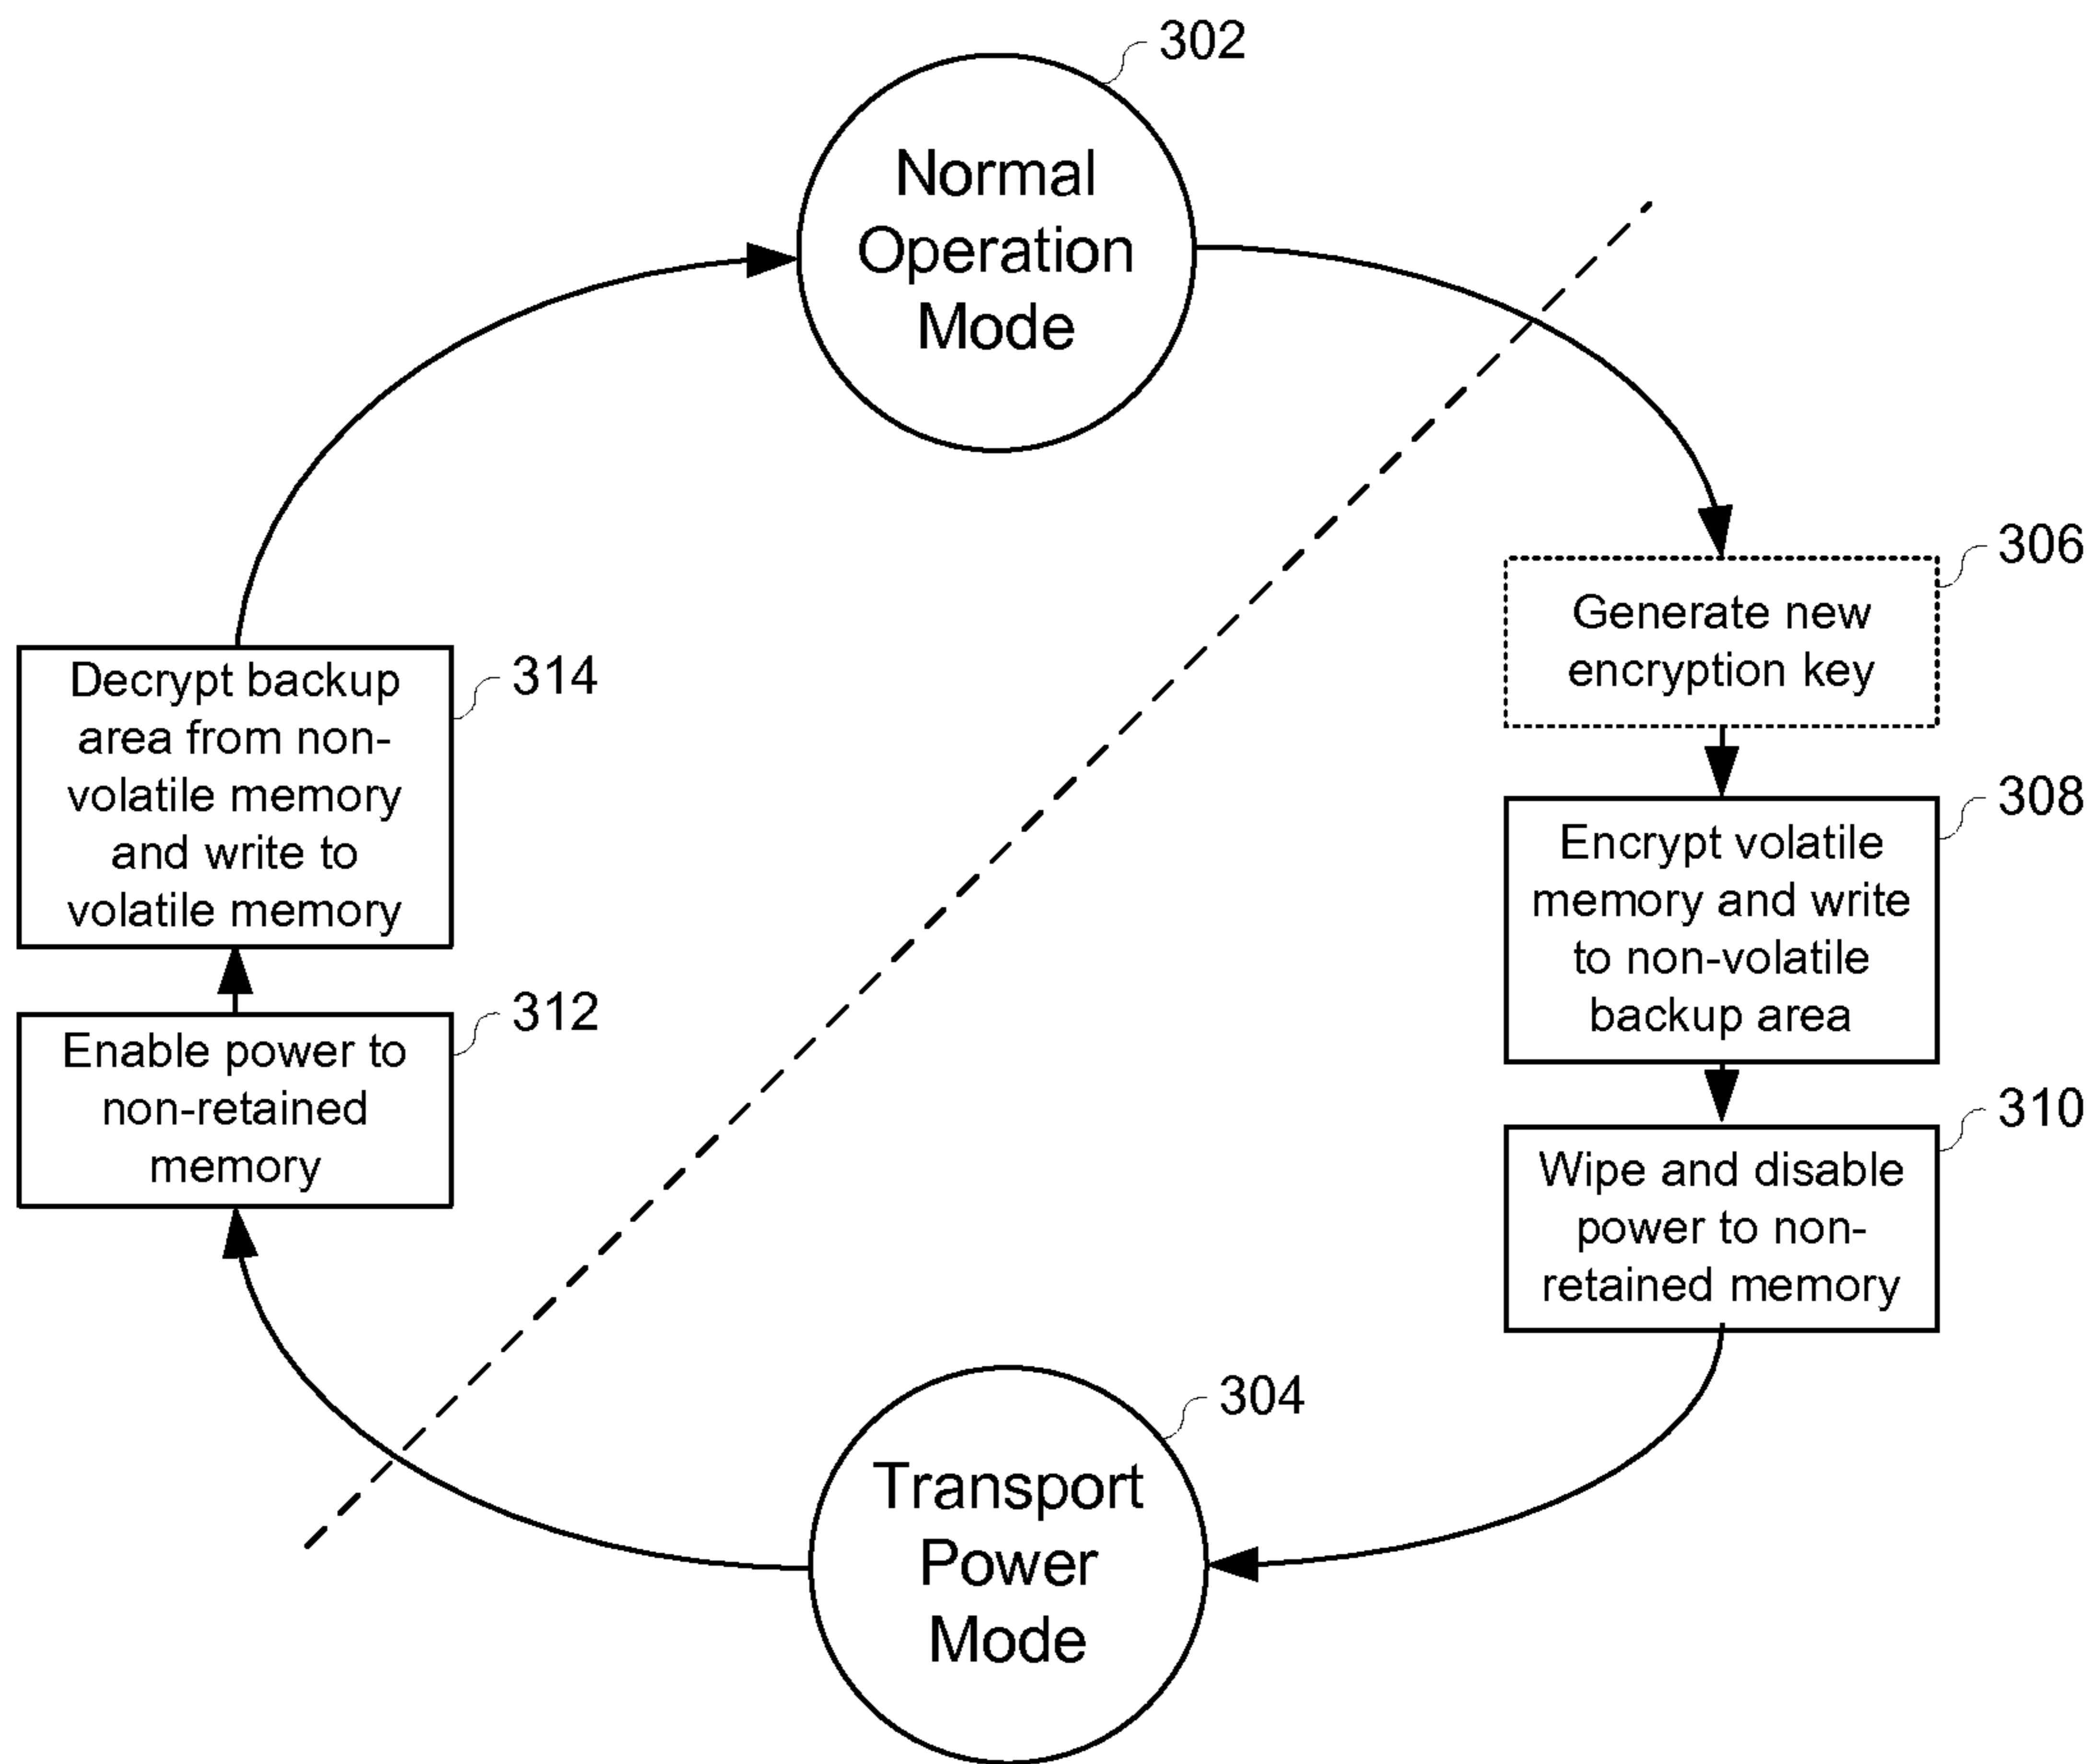 302
Normal
Operation
Mode
306
Generate new
encryption key
308
Encrypt volatile
memory and write
to non-volatile
backup area
310
Wipe and disable
power to non-
retained memory
304
Transport
Power
Mode
312
Enable power to
non-retained
memory
314
Decrypt backup
area from non-
volatile memory
and write to
volatile memory